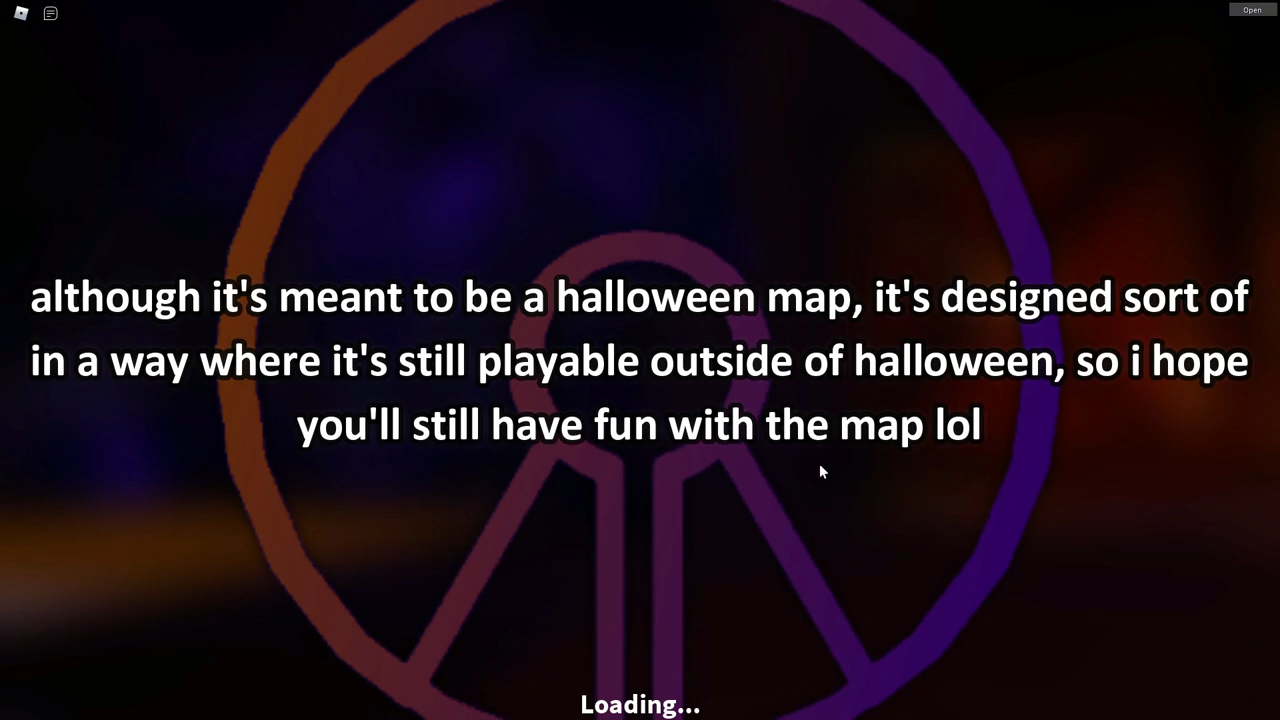 Open
although it's meant to be a halloween map, it's designed sort of
in a way where it's still playable outside of halloween, so i hope
you'll still have fun with the map lol
Loading...